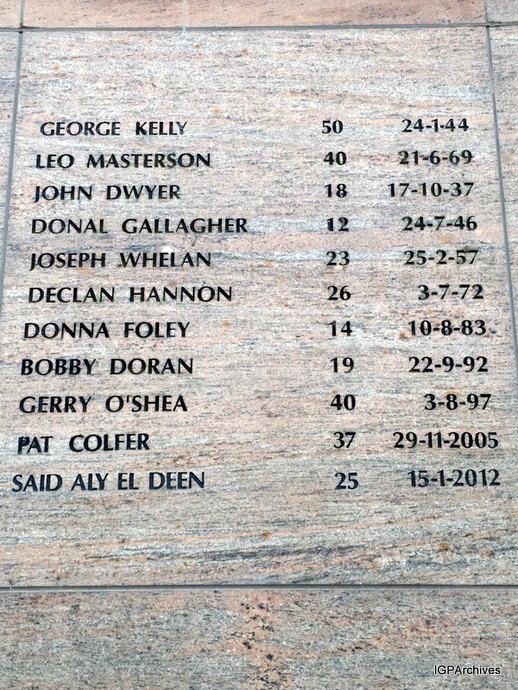 GEORGE KELLY 50 24-1-44
LEO MASTERSON 40 21-6-69
JOHN DWYER 18 17-10-37
DONAL GALLAGHER 12 24-7-46
JOSEPH WHELAN 23 25-2-57
DECLAN HANNON 26 3-7-72
DONNA FOLEY 14 10-8-83
BOBBY DORAN 19 22-9-92
GERRY O'SHEA 40 3-8-97
PAT COLFER 37 29-11-2005
SAID ALY EL DEEN 25 15-1-2012
IGPArchives